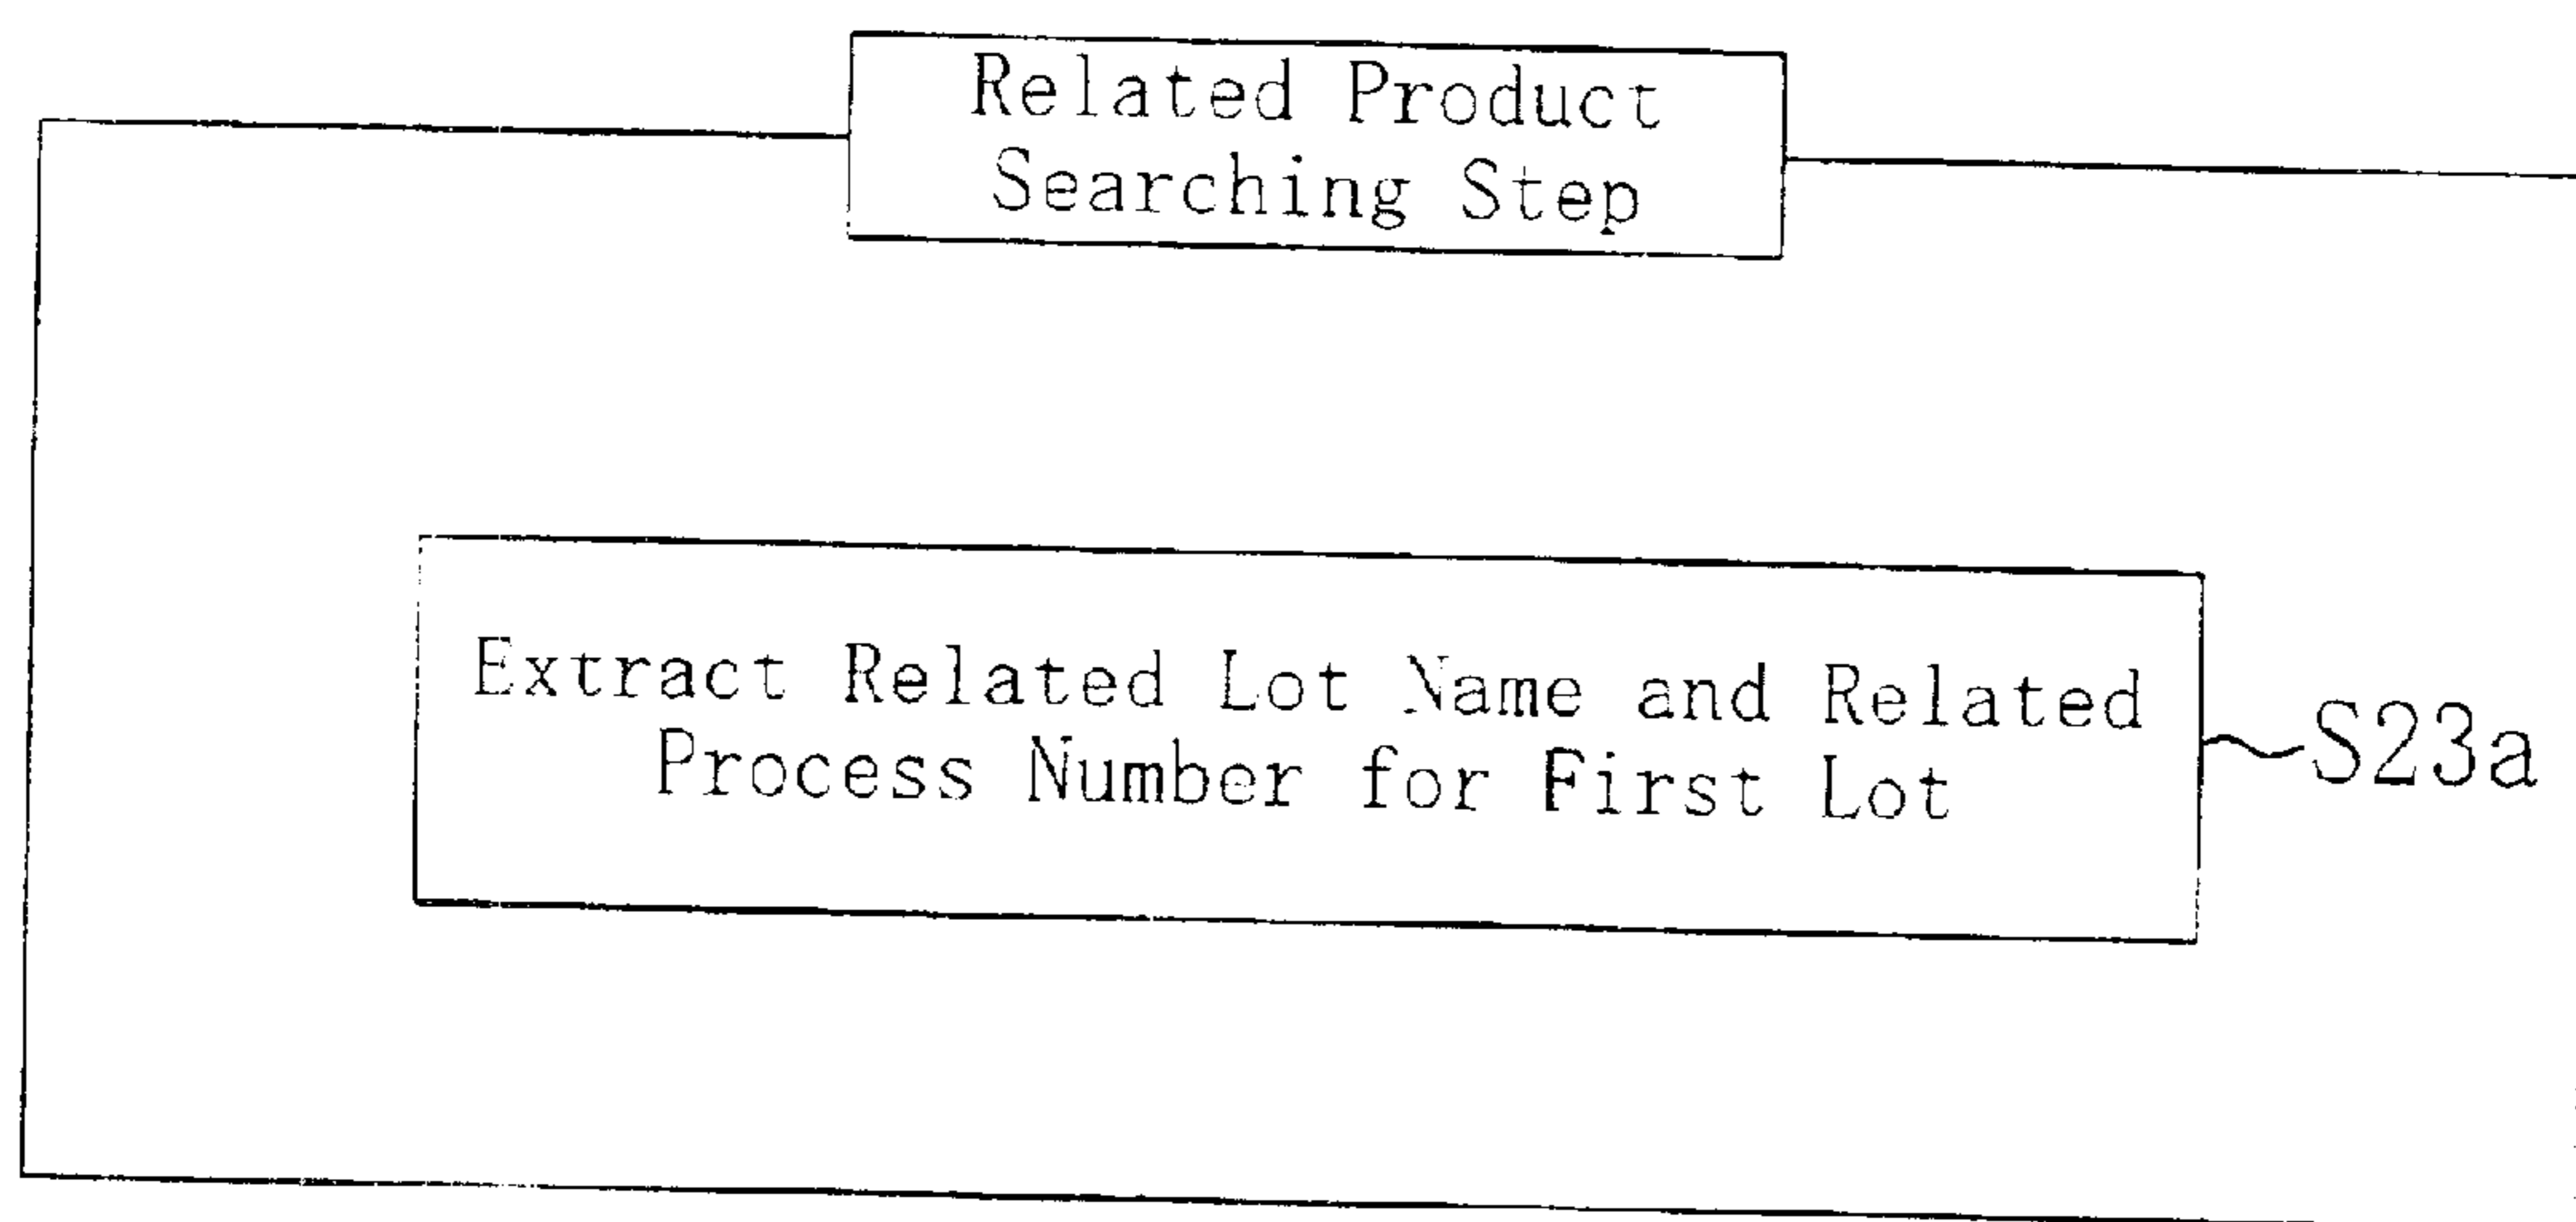 Related Product
Searching Step
Extract Related Lot Name and Related
Process Number for First Lot
S23a